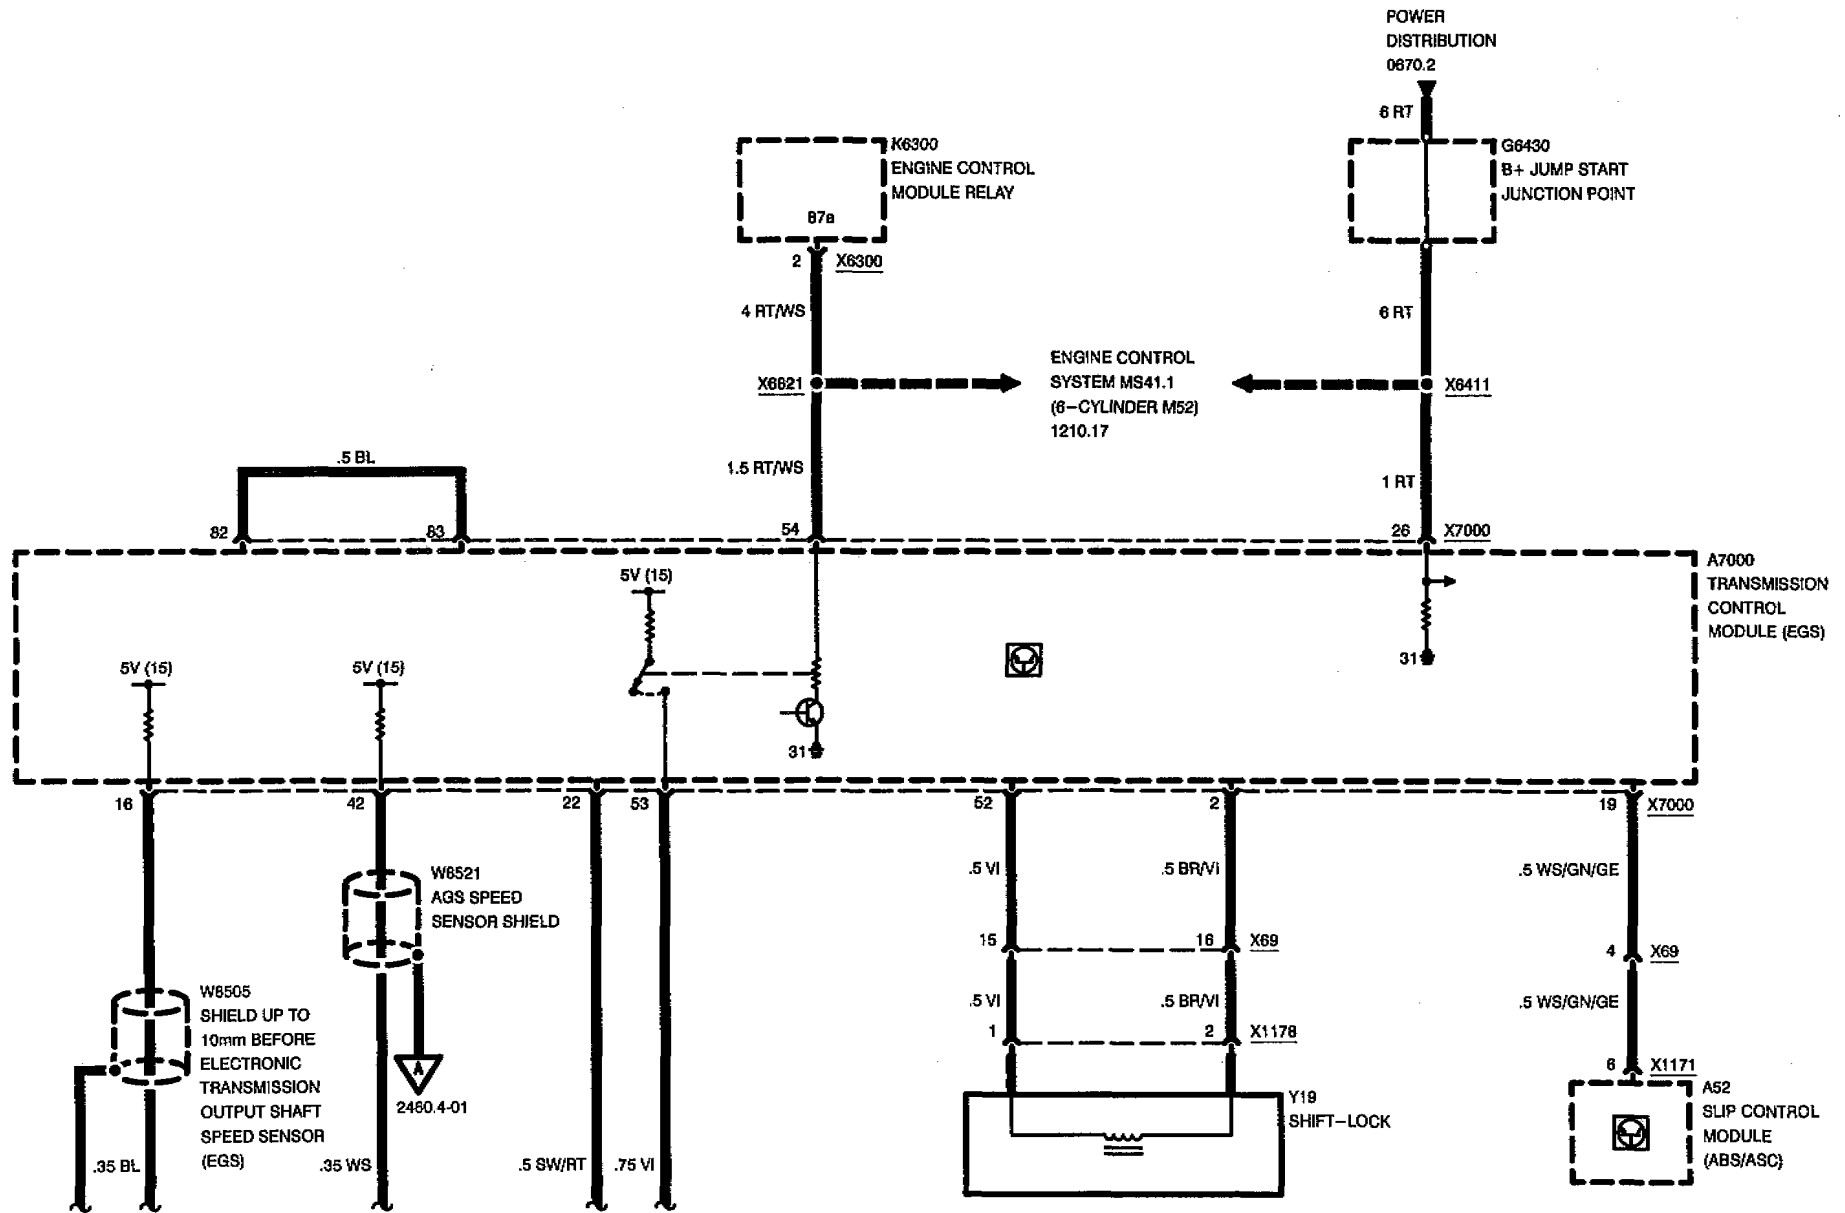 POWER
DISTRIBUTION
0670.2
6 RT
K6300
ENGINE CONTROL
MODULE RELAY
87a
G6430
B+ JUMP START
JUNCTION POINT
2
X6300
4 RT/WS
6 RT
X6821
ENGINE CONTROL
SYSTEM MS41.1
(6-CYLINDER M52)
1210.17
X6411
.5 BL
1.5 RT/WS
1 RT
82
83
54
26
X7000
A7000
TRANSMISSION
CONTROL
MODULE (EGS)
5V (15)
5V (15)
5V (15)
31
31
16
42
22
53
52
2
19
X7000
W8521
AGS SPEED
SENSOR SHIELD
.5 VI
.5 BR/VI
.5 WS/GN/GE
15
16
X69
4
X69
W8505
SHIELD UP TO
10mm BEFORE
ELECTRONIC
TRANSMISSION
OUTPUT SHAFT
SPEED SENSOR
(EGS)
.5 VI
.5 BR/VI
.5 WS/GN/GE
1
2
X1178
6
X1171
A
2460.4-01
Y19
SHIFT-LOCK
A52
SLIP CONTROL
MODULE
(ABS/ASC)
.35 BL
.35 WS
.5 SW/RT
.75 VI